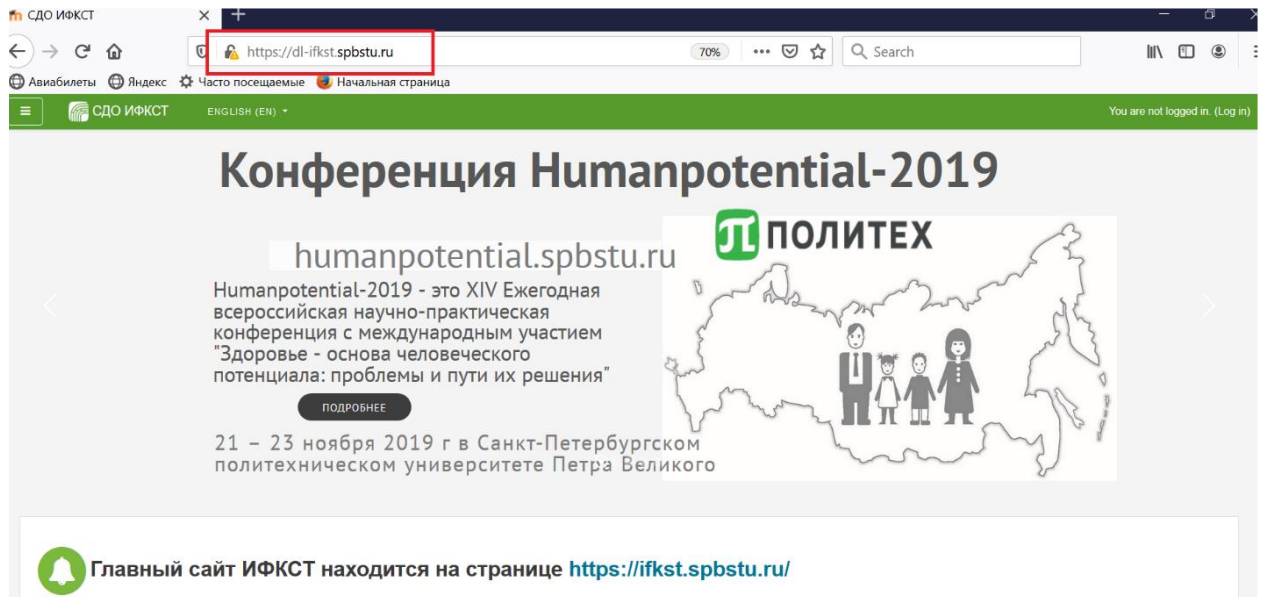 СДО ИФКСТ
https://dl-ifkst.spbstu.ru
70%
Search
Авиабилеты Яндекс Часто посещаемые Начальная страница
СДО ИФКСТ ENGLISH (EN) You are not logged in. (Log in)
Конференция Humanpotential-2019
ПОЛИТЕХ
humanpotential.spbstu.ru
Humanpotential-2019 - это XIV Ежегодная
всероссийская научно-практическая
конференция с международным участием
"Здоровье - основа человеческого
потенциала: проблемы и пути их решения"
ПОДРОБНЕЕ
21 – 23 ноября 2019 г в Санкт-Петербургском
политехническом университете Петра Великого
Главный сайт ИФКСТ находится на странице https://ifkst.spbstu.ru/